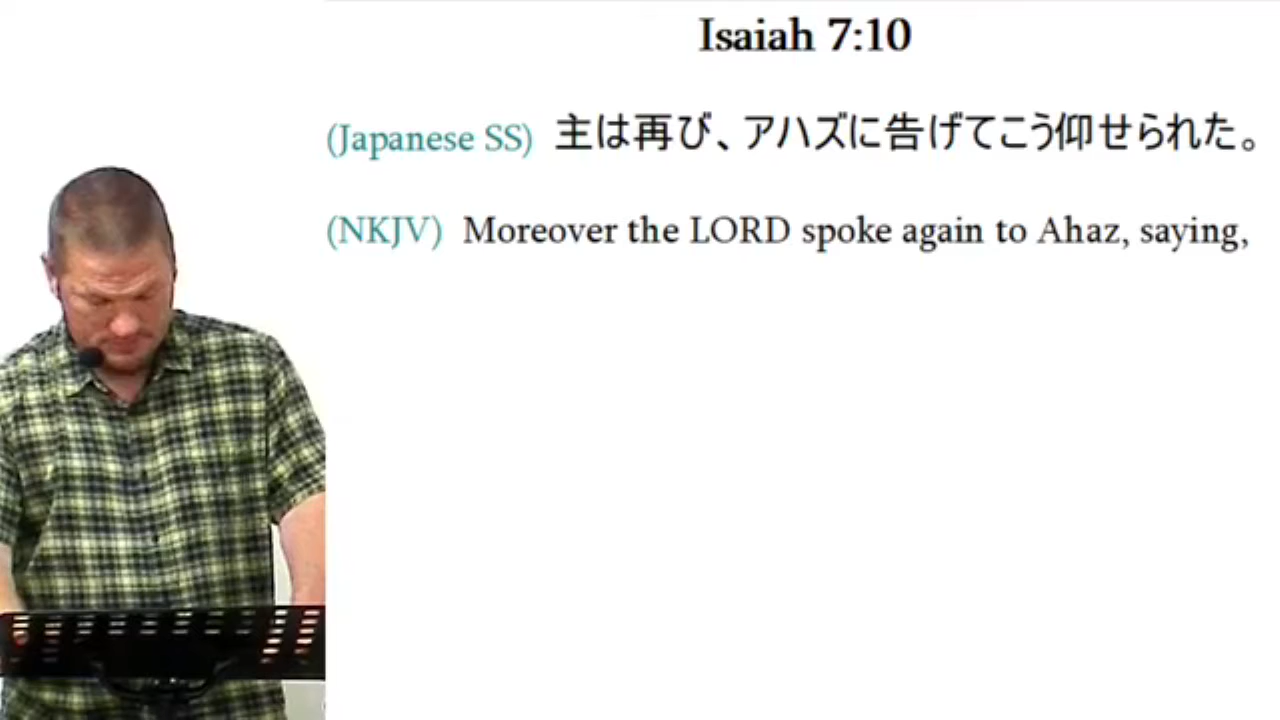 Isaiah 7:10
(Japanese SS) 主は再び、アハズに告げてこう仰せられた。
(NKJV) Moreover the LORD spoke again to Ahaz, saying,